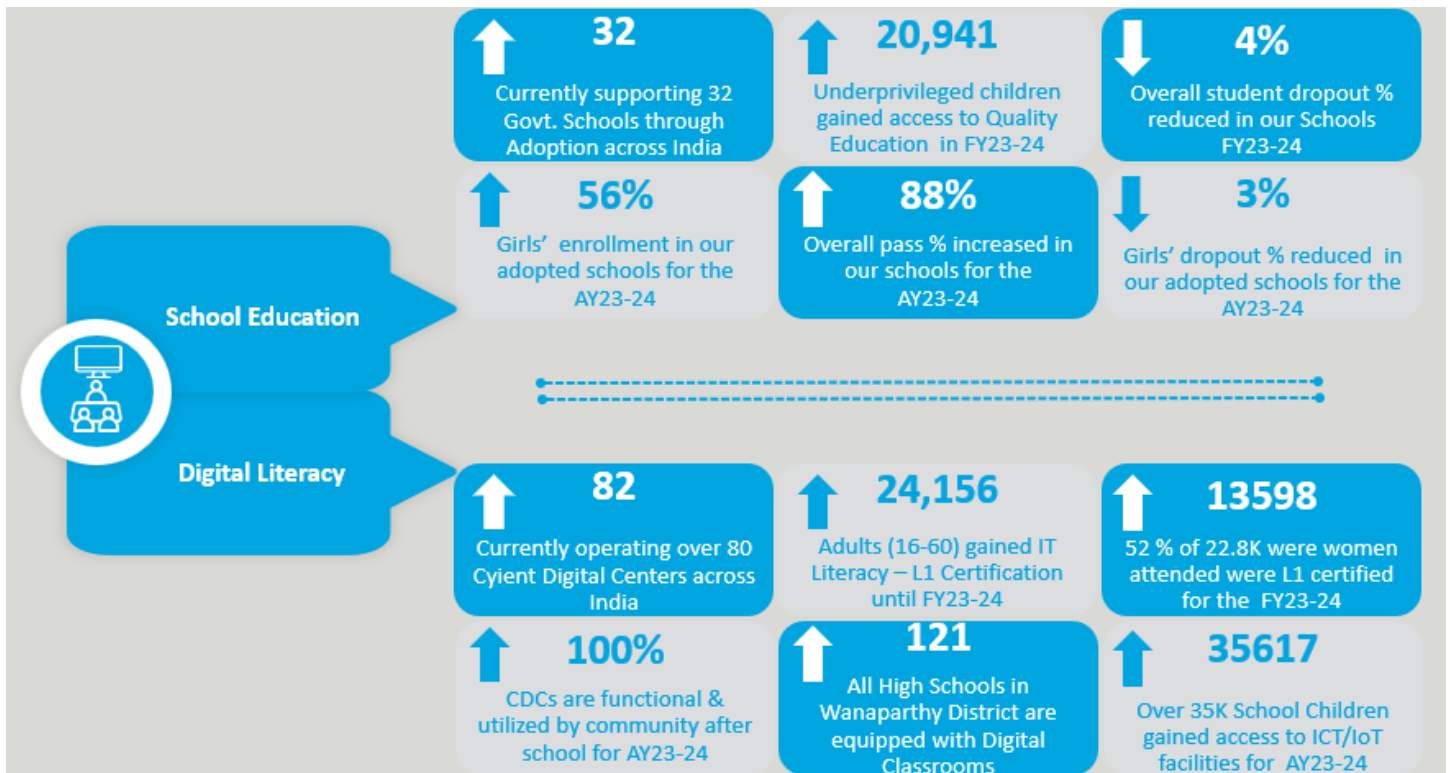 School Education
32
Currently supporting 32
Govt. Schools through
Adoption across India
20,941
Underprivileged children
gained access to Quality
Education in FY23-24
4%
Overall student dropout %
reduced in our Schools
FY23-24
56%
Girls' enrollment in our
adopted schools for the
AY23-24
88%
Overall pass % increased in
our schools for the
AY23-24
3%
Girls' dropout % reduced in
our adopted schools for the
AY23-24
Digital Literacy
82
Currently operating over 80
Cyient Digital Centers across
India
24,156
Adults (16-60) gained IT
Literacy – L1 Certification
until FY23-24
13598
52 % of 22.8K were women
attended were L1 certified
for the FY23-24
100%
CDCs are functional &
utilized by community after
school for AY23-24
121
All High Schools in
Wanaparthy District are
equipped with Digital
Classrooms
35617
Over 35K School Children
gained access to ICT/IoT
facilities for AY23-24